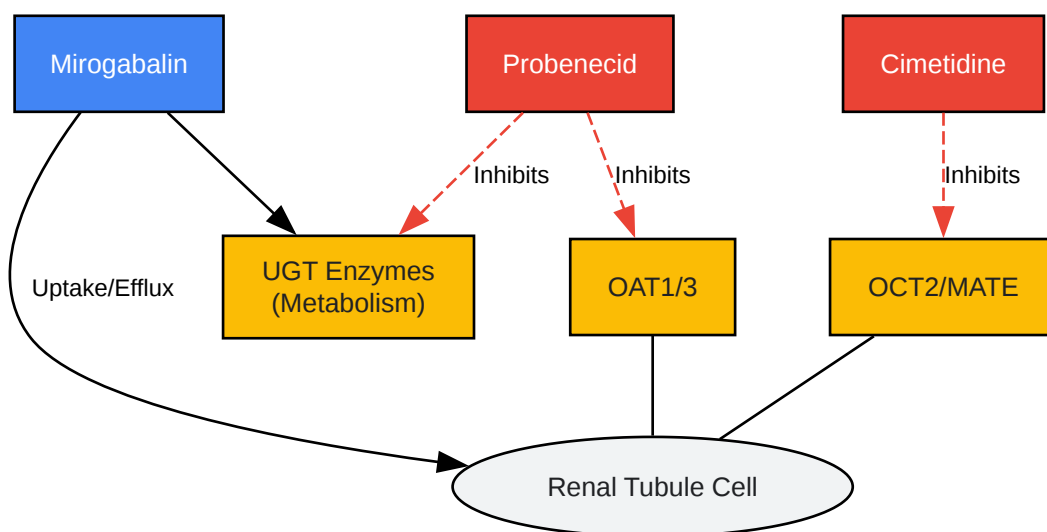 Mirogabalin
Probenecid
Cimetidine
Inhibits
Inhibits
Inhibits
Uptake/Efflux
UGT Enzymes
(Metabolism)
OAT1/3
OCT2/MATE
Renal Tubule Cell